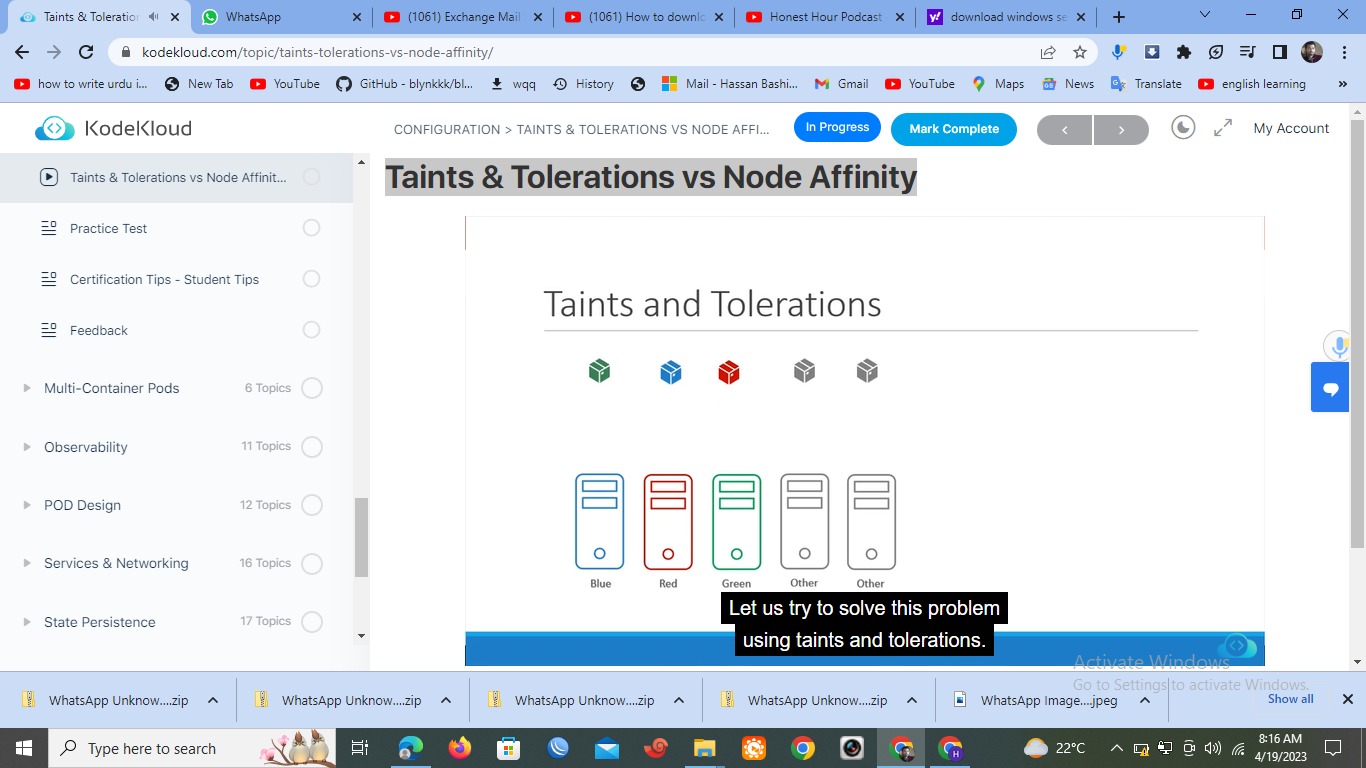 Taints & Toleration
WhatsApp
(1061) Exchange Mail
(1061) How to downlo
Honest Hour Podcast
download windows se
kodekloud.com/topic/taints-tolerations-vs-node-affinity/
how to write urdu i...
New Tab
YouTube
GitHub - blynkkk/bl...
wqq
History
Mail - Hassan Bashi...
Gmail
YouTube
Maps
News
Translate
english learning
»
KodeKloud
CONFIGURATION > TAINTS & TOLERATIONS VS NODE AFFI...
In Progress
Mark Complete
My Account
Taints & Tolerations vs Node Affinit...
Practice Test
Certification Tips - Student Tips
Feedback
Multi-Container Pods 6 Topics
Observability 11 Topics
POD Design 12 Topics
Services & Networking 16 Topics
State Persistence 17 Topics
Taints & Tolerations vs Node Affinity
Taints and Tolerations
Blue Red Green Other Other
Let us try to solve this problem
using taints and tolerations.
Activate Windows
Go to Settings to activate Windows.
WhatsApp Unknow....zip
WhatsApp Unknow....zip
WhatsApp Unknow....zip
WhatsApp Unknow....zip
WhatsApp Image....jpeg
Show all
Type here to search
22°C
8:16 AM
4/19/2023